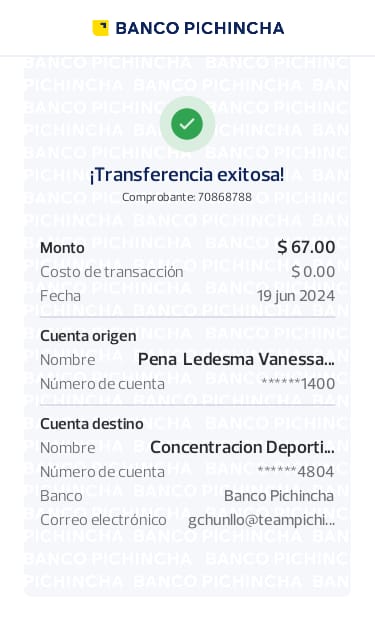 BANCO PICHINCHA
¡Transferencia exitosa!
Comprobante: 70868788
Monto $ 67.00
Costo de transacción $ 0.00
Fecha 19 jun 2024
Cuenta origen
Nombre Pena Ledesma Vanessa...
Número de cuenta ******1400
Cuenta destino
Nombre Concentracion Deporti...
Número de cuenta ******4804
Banco Banco Pichincha
Correo electrónico gchunllo@teampichi...